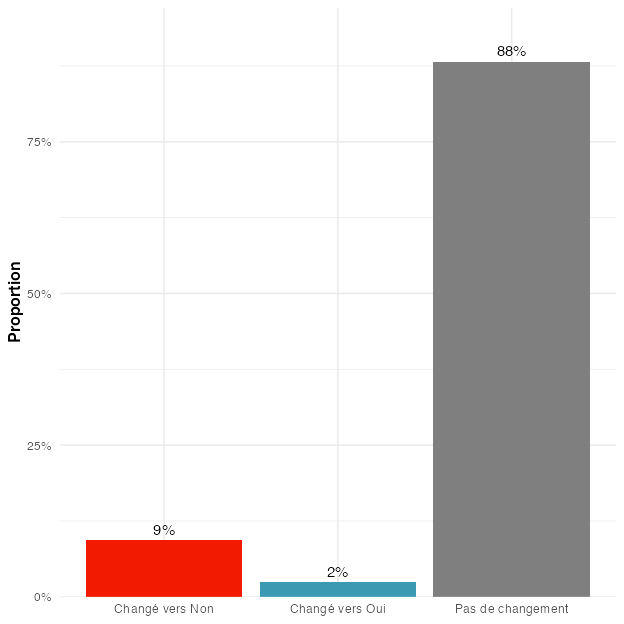 88%
75%
Proportion
50%
25%
9%
2%
0%
Changé vers Non
Changé vers Oui
Pas de changement